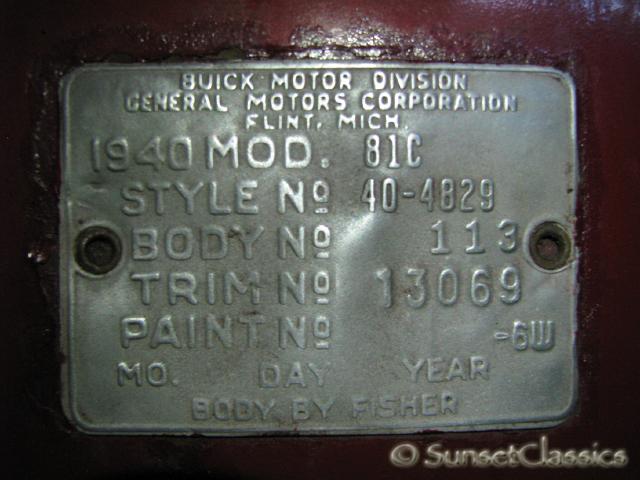 BUICK MOTOR DIVISION
GENERAL MOTORS CORPORATION
FLINT, MICH.
1940 MOD. 81C
STYLE Nº 40-4829
BODY Nº 113
TRIM Nº 13069
PAINT Nº -6W
MO. DAY YEAR
BODY BY FISHER
© SunsetClassics